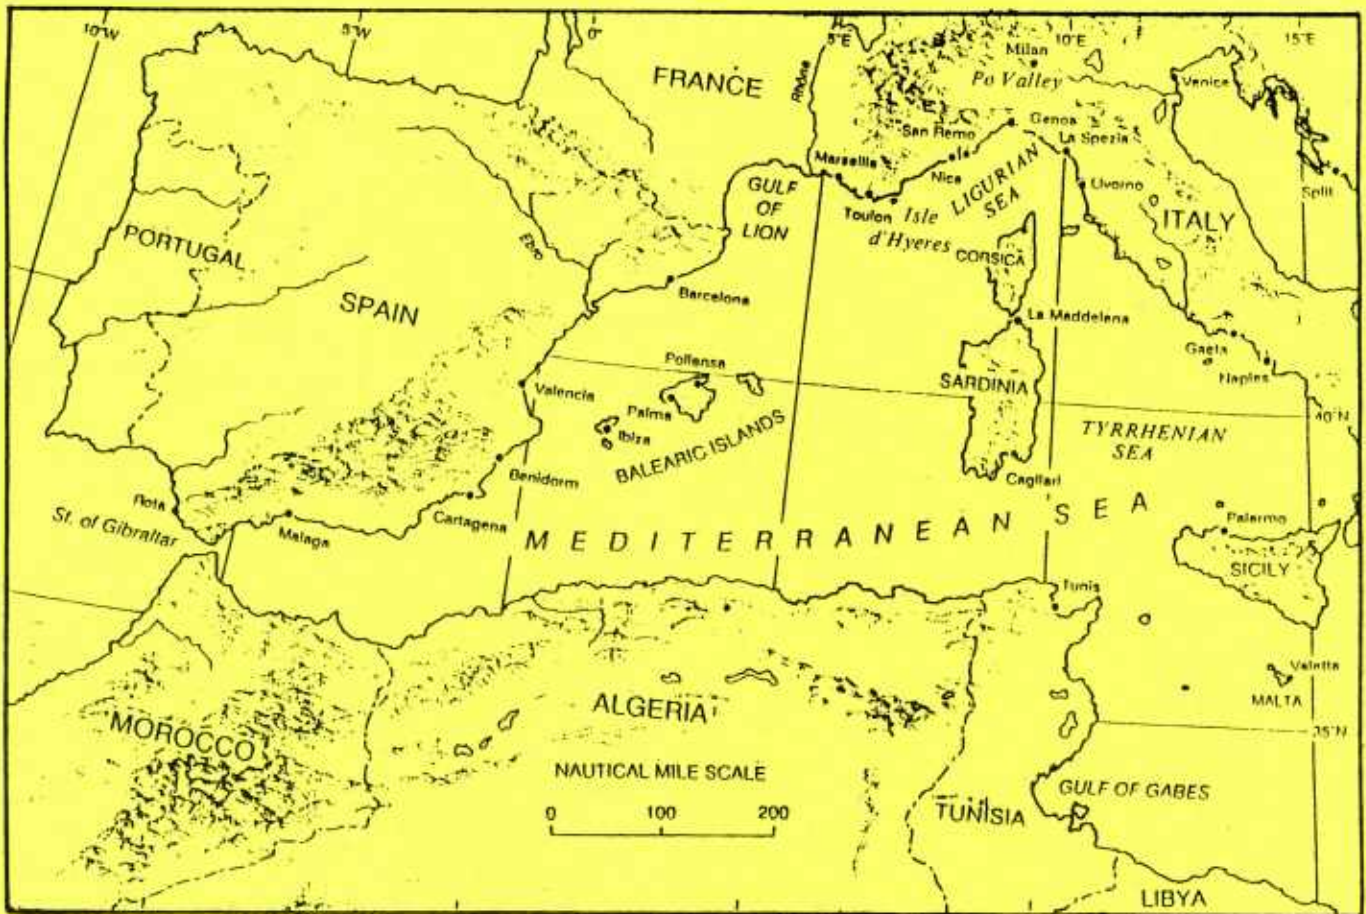 10°W
5°W
0°
5°E
10°E
15°E
Milan
Po Valley
Venice
FRANCE
Rhône
Genoa
San Remo
La Spezia
Marseille
Nice
LIGURIAN
SEA
Livorno
Split
GULF
OF
LION
Toulon
Isle
d'Hyeres
ITALY
PORTUGAL
Ebro
CORSICA
SPAIN
Barcelona
La Maddelena
Gaeta
Naples
Pollensa
Valencia
Palma
SARDINIA
40°N
Ibiza
BALEARIC ISLANDS
TYRRHENIAN
SEA
Benidorm
Cagliari
Rota
St. of Gibraltar
Malaga
Cartagena
MEDITERRANEAN SEA
Palermo
SICILY
Tunis
Valetta
MALTA
ALGERIA
MOROCCO
35°N
NAUTICAL MILE SCALE
0 100 200
GULF OF GABES
TUNISIA
LIBYA